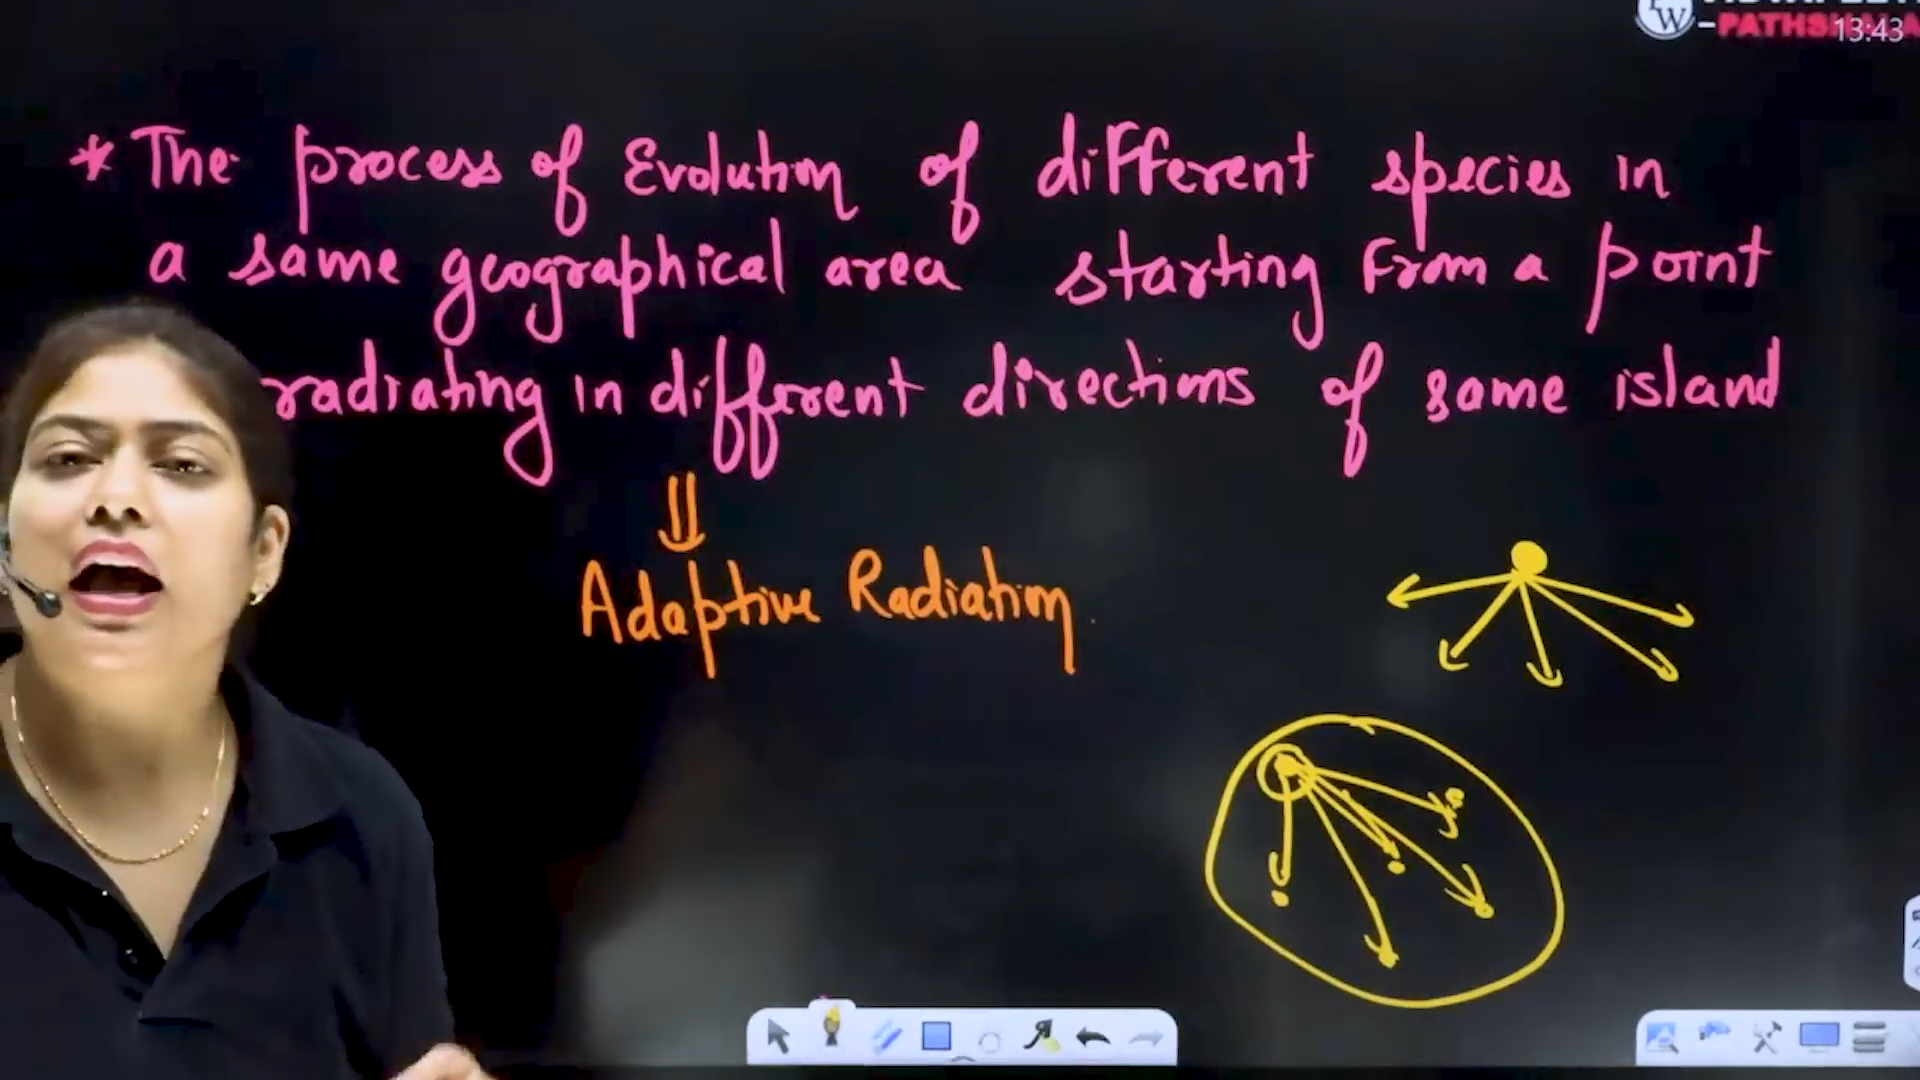 -PATHSHALA
13:43
* The process of Evolution of different species in
a same geographical area starting from a point
radiating in different directions of same island
⇓
Adaptive Radiation.